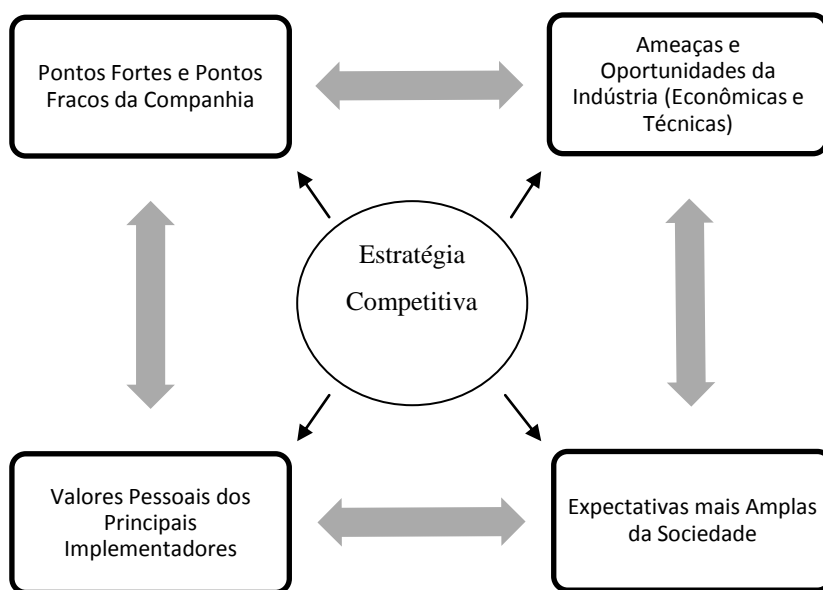 Pontos Fortes e Pontos
Fracos da Companhia
Ameaças e
Oportunidades da
Indústria (Econômicas e
Técnicas)
Estratégia
Competitiva
Valores Pessoais dos
Principais
Implementadores
Expectativas mais Amplas
da Sociedade